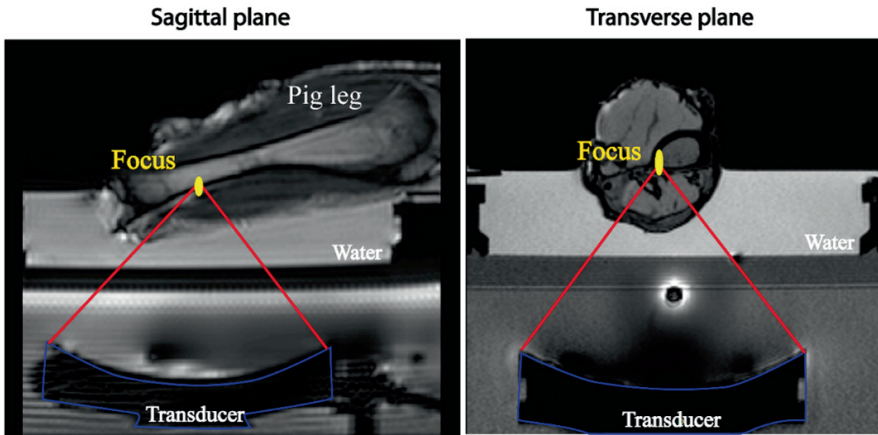 Sagittal plane
Transverse plane
Pig leg
Focus
Water
Transducer
Focus
Water
Transducer